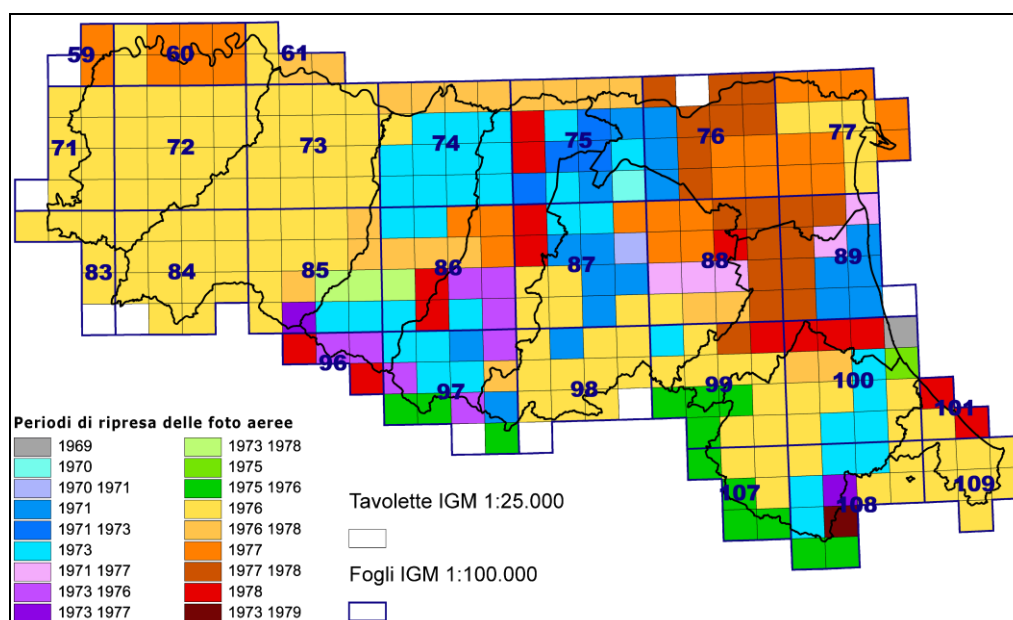 59 60 61
71 72 73 74 75 76 77
83 84 85 86 87 88 89
96 97 98 99 100 101
107 108 109
Periodi di ripresa delle foto aeree
1969
1970
1970 1971
1971
1971 1973
1973
1971 1977
1973 1976
1973 1977
1973 1978
1975
1975 1976
1976
1976 1978
1977
1977 1978
1978
1973 1979
Tavolette IGM 1:25.000
Fogli IGM 1:100.000